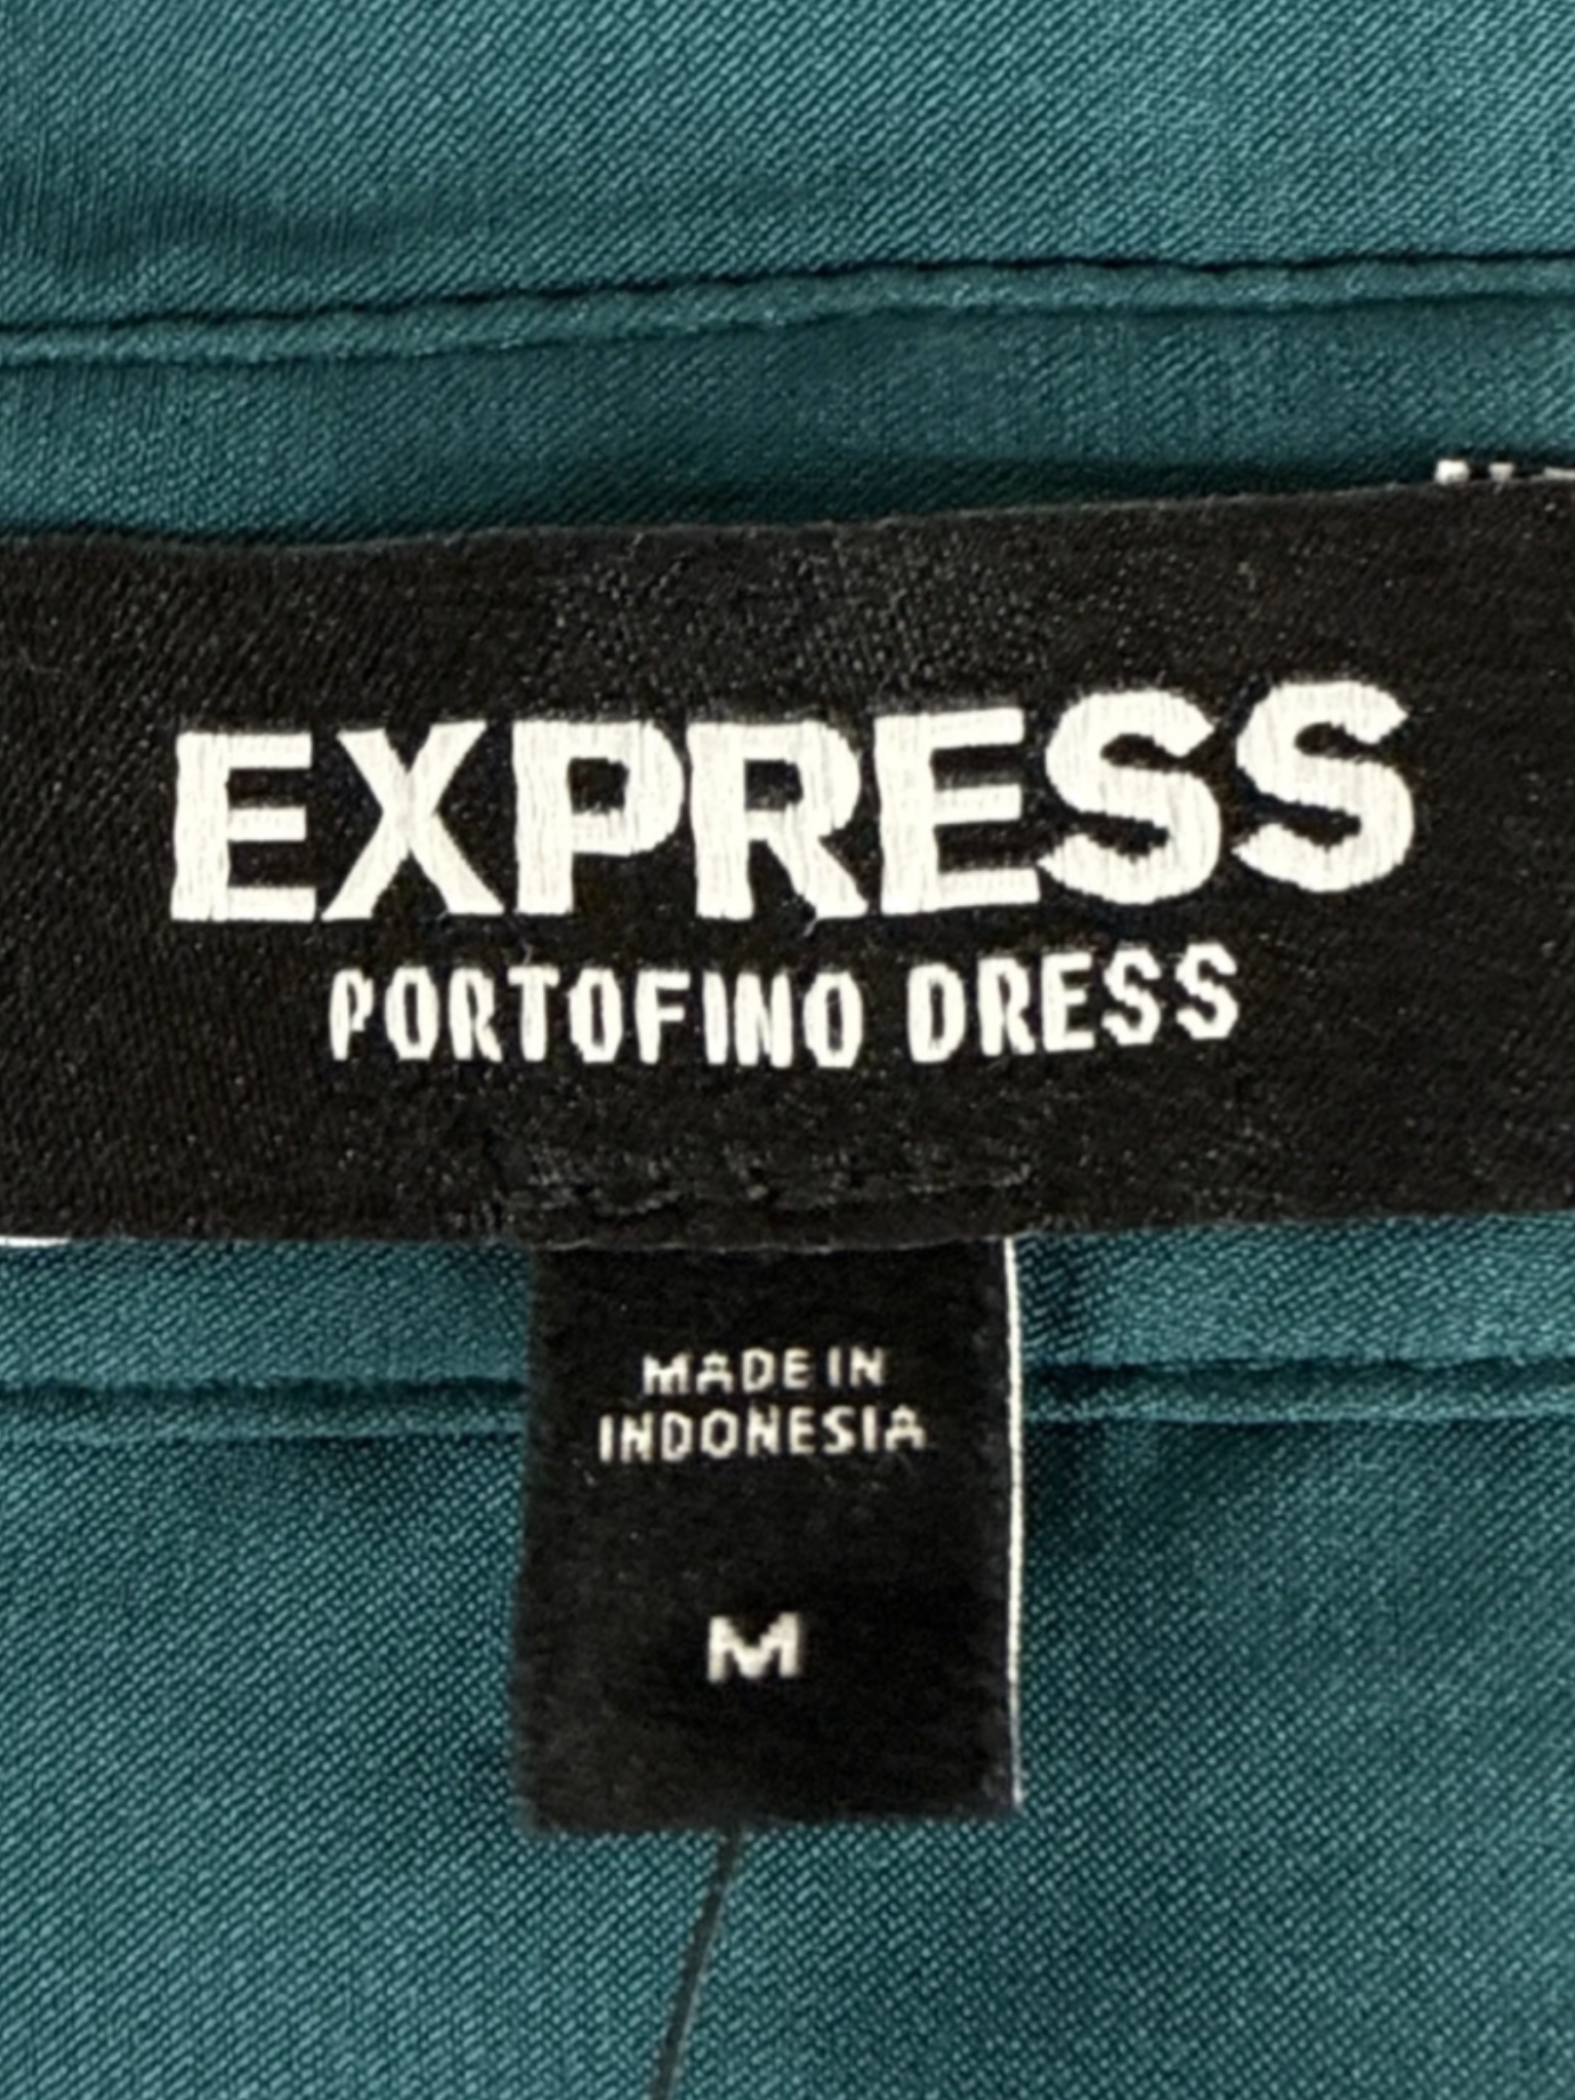 EXPRESS
PORTOFINO DRESS
MADE IN
INDONESIA
M